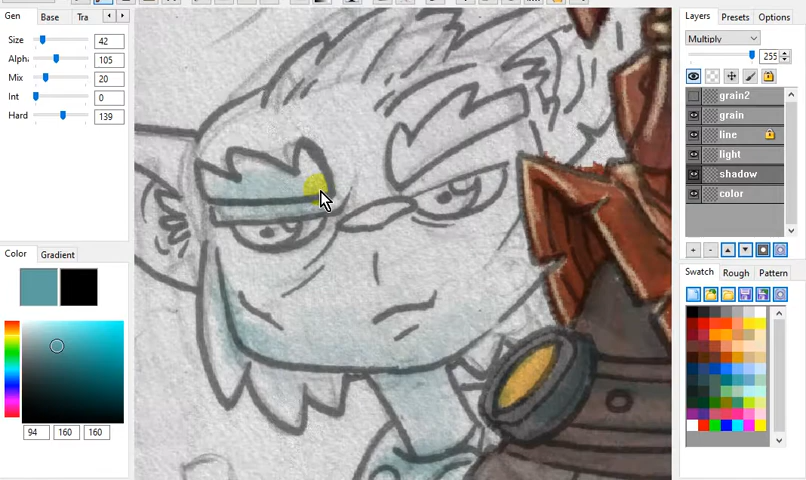 Gen Base Tra
Size 42
Alph 105
Mix 20
Int 0
Hard 139
Color Gradient
94 160 160
Layers Presets Options
Multiply
255
grain2
grain
line
light
shadow
color
+ -
Swatch Rough Pattern